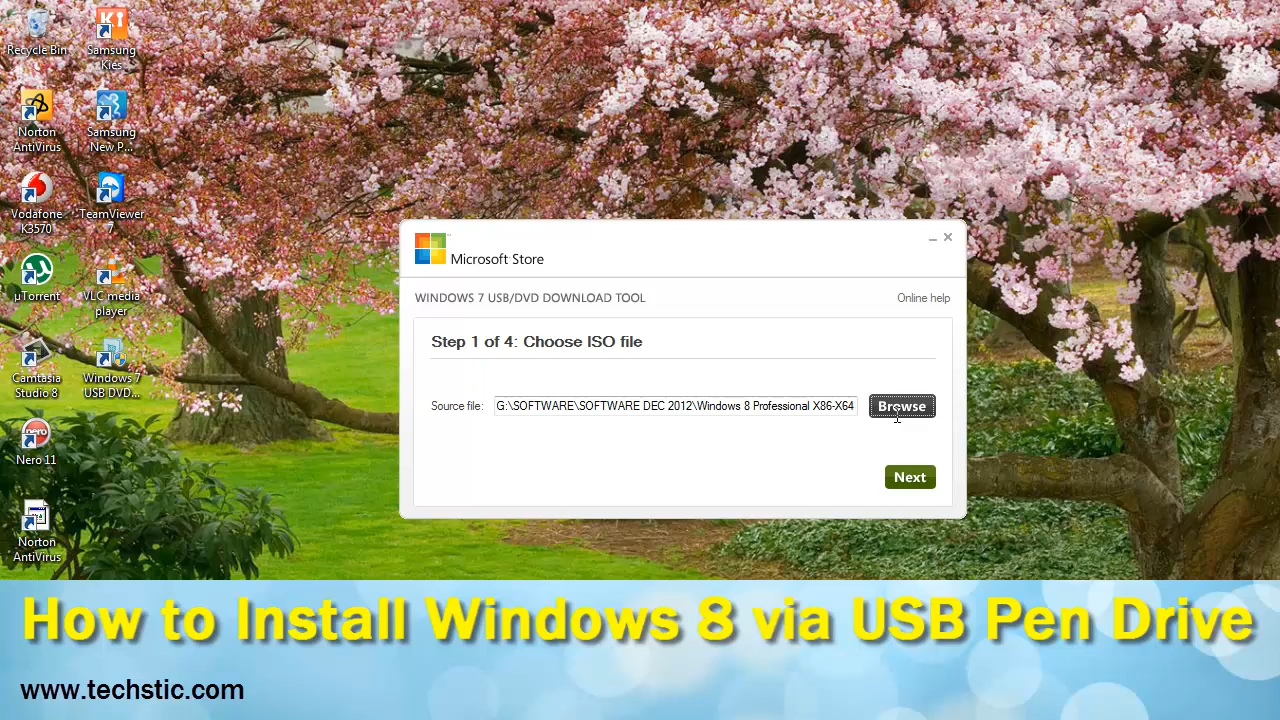 Recycle Bin
Samsung
Kies
Norton
AntiVirus
Samsung
New P...
Vodafone
K3570
TeamViewer
7
µTorrent
VLC media
player
Camtasia
Studio 8
Windows 7
USB DVD...
Nero 11
Norton
AntiVirus
Microsoft Store
WINDOWS 7 USB/DVD DOWNLOAD TOOL
Online help
Step 1 of 4: Choose ISO file
Source file: G:\SOFTWARE\SOFTWARE DEC 2012\Windows 8 Professional X86-X64 Browse
Next
How to Install Windows 8 via USB Pen Drive
www.techstic.com